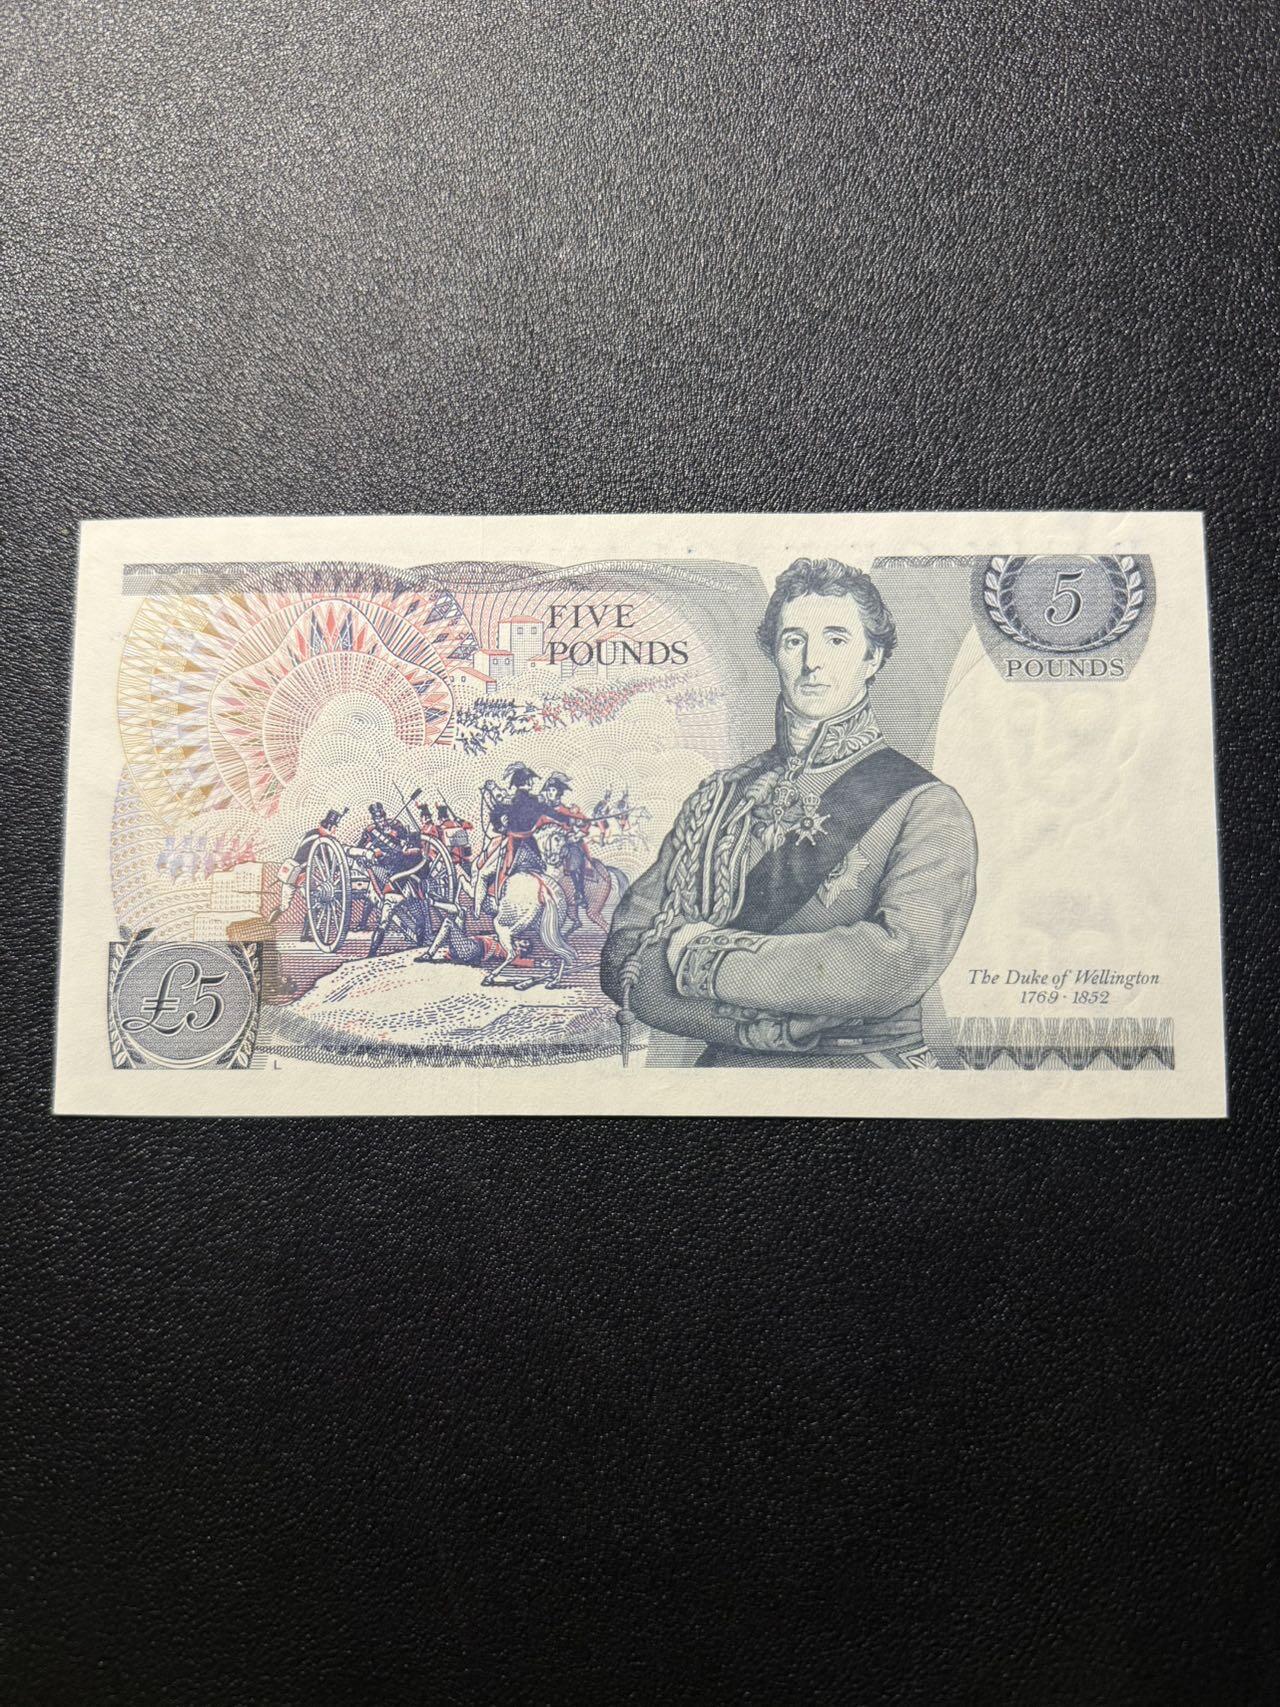 FIVE
POUNDS
5
POUNDS
The Duke of Wellington
1769 · 1852
£5
L